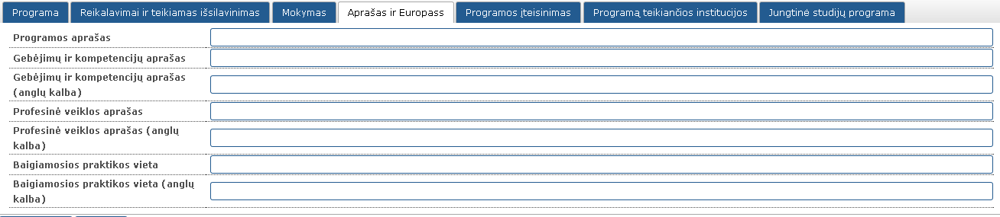 Programa
Reikalavimai ir teikiamas išsilavinimas
Mokymas
Aprašas ir Europass
Programos įteisinimas
Programą teikiančios institucijos
Jungtinė studijų programa
Programos aprašas
Gebėjimų ir kompetencijų aprašas
Gebėjimų ir kompetencijų aprašas
(anglų kalba)
Profesinė veiklos aprašas
Profesinė veiklos aprašas (anglų
kalba)
Baigiamosios praktikos vieta
Baigiamosios praktikos vieta (anglų
kalba)